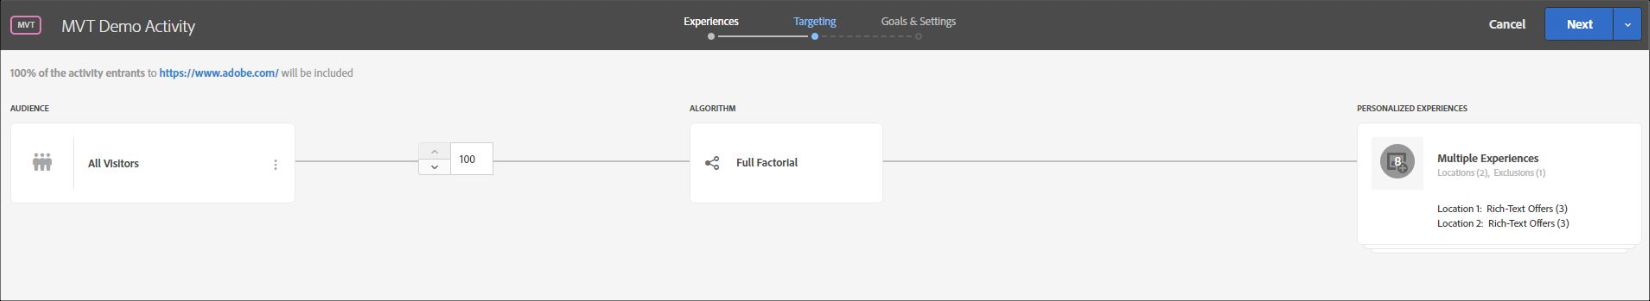 MVT
MVT Demo Activity
Experiences
Targeting
Goals & Settings
Cancel
Next
100% of the activity entrants to https://www.adobe.com/ will be included
AUDIENCE
ALGORITHM
PERSONALIZED EXPERIENCES
All Visitors
100
Full Factorial
8
Multiple Experiences
Locations (2), Exclusions (1)
Location 1: Rich-Text Offers (3)
Location 2: Rich-Text Offers (3)